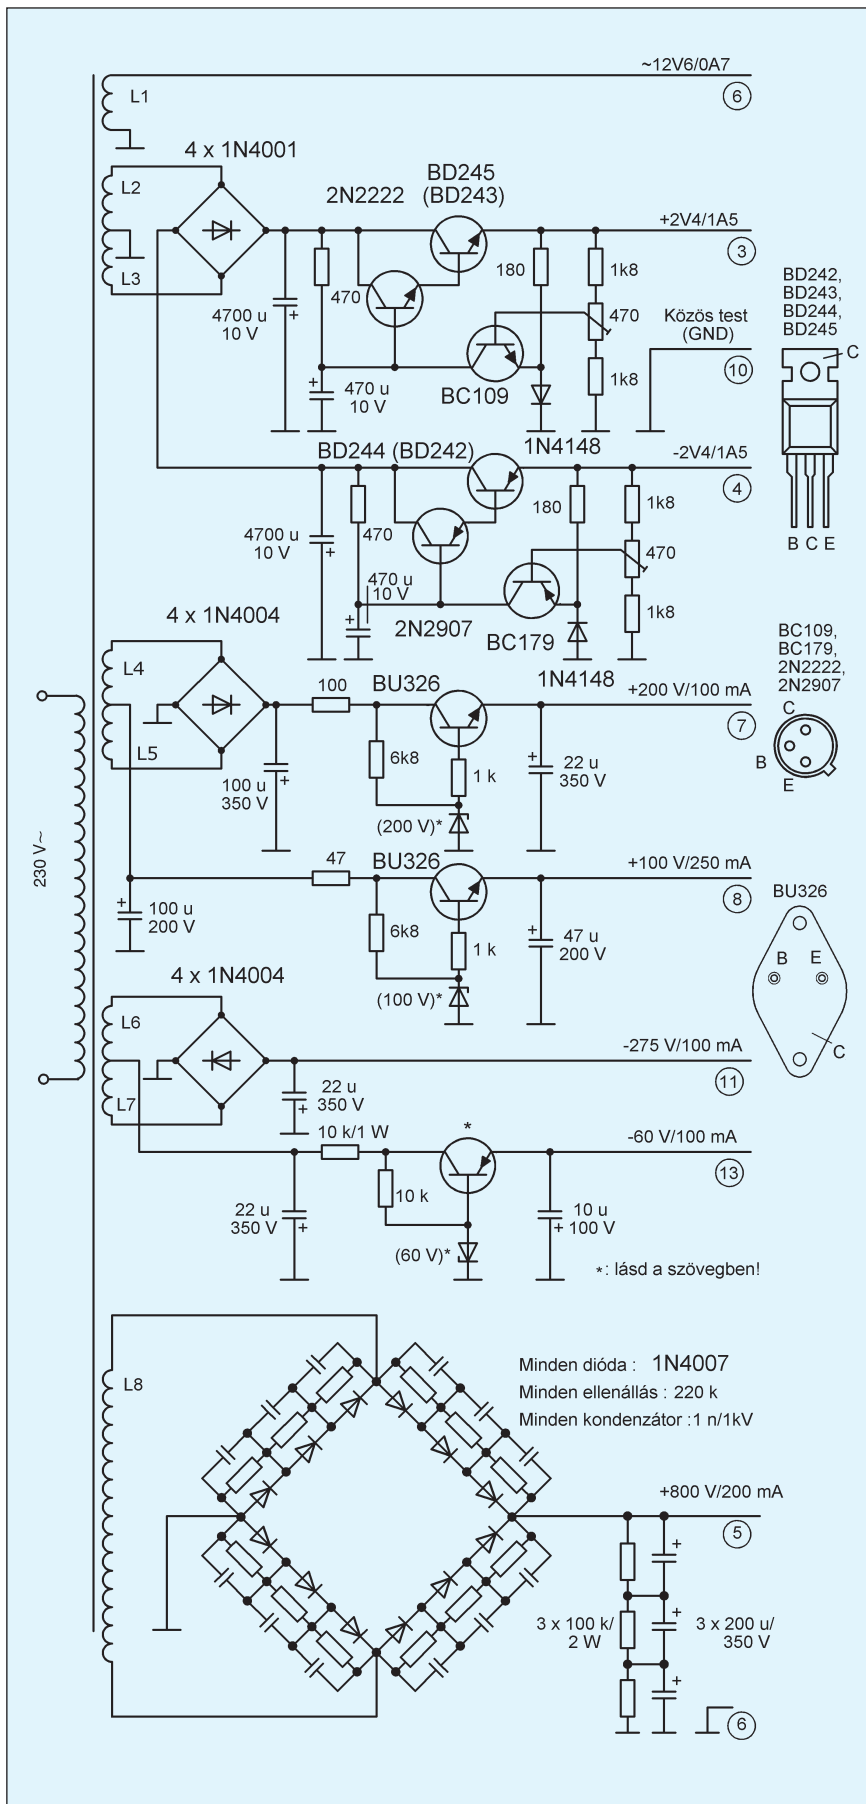 ~12V6/0A7
6
L1
4 x 1N4001
L2
L3
BD245
2N2222 (BD243)
+2V4/1A5
3
470
180
1k8
470
1k8
4700 u
10 V
+
+
470 u
10 V
BC109
1N4148
Közös test
(GND)
10
BD242,
BD243,
BD244,
BD245
C
B C E
BD244 (BD242)
-2V4/1A5
4
4700 u
10 V
+
470
180
1k8
470
1k8
470 u
10 V
+
2N2907
BC179
1N4148
BC109,
BC179,
2N2222,
2N2907
C
B
E
4 x 1N4004
L4
L5
100
BU326
+200 V/100 mA
7
100 u
350 V
+
6k8
1 k
(200 V)*
+
22 u
350 V
230 V~
47
BU326
+100 V/250 mA
8
+
100 u
200 V
6k8
1 k
(100 V)*
+
47 u
200 V
BU326
B E
C
4 x 1N4004
L6
L7
-275 V/100 mA
11
22 u
350 V
+
10 k/1 W
*
-60 V/100 mA
13
22 u
350 V
+
10 k
(60 V)*
10 u
100 V
+
*: lásd a szövegben!
L8
Minden dióda : 1N4007
Minden ellenállás : 220 k
Minden kondenzátor :1 n/1kV
+800 V/200 mA
5
+
+
+
3 x 100 k/
2 W
3 x 200 u/
350 V
6